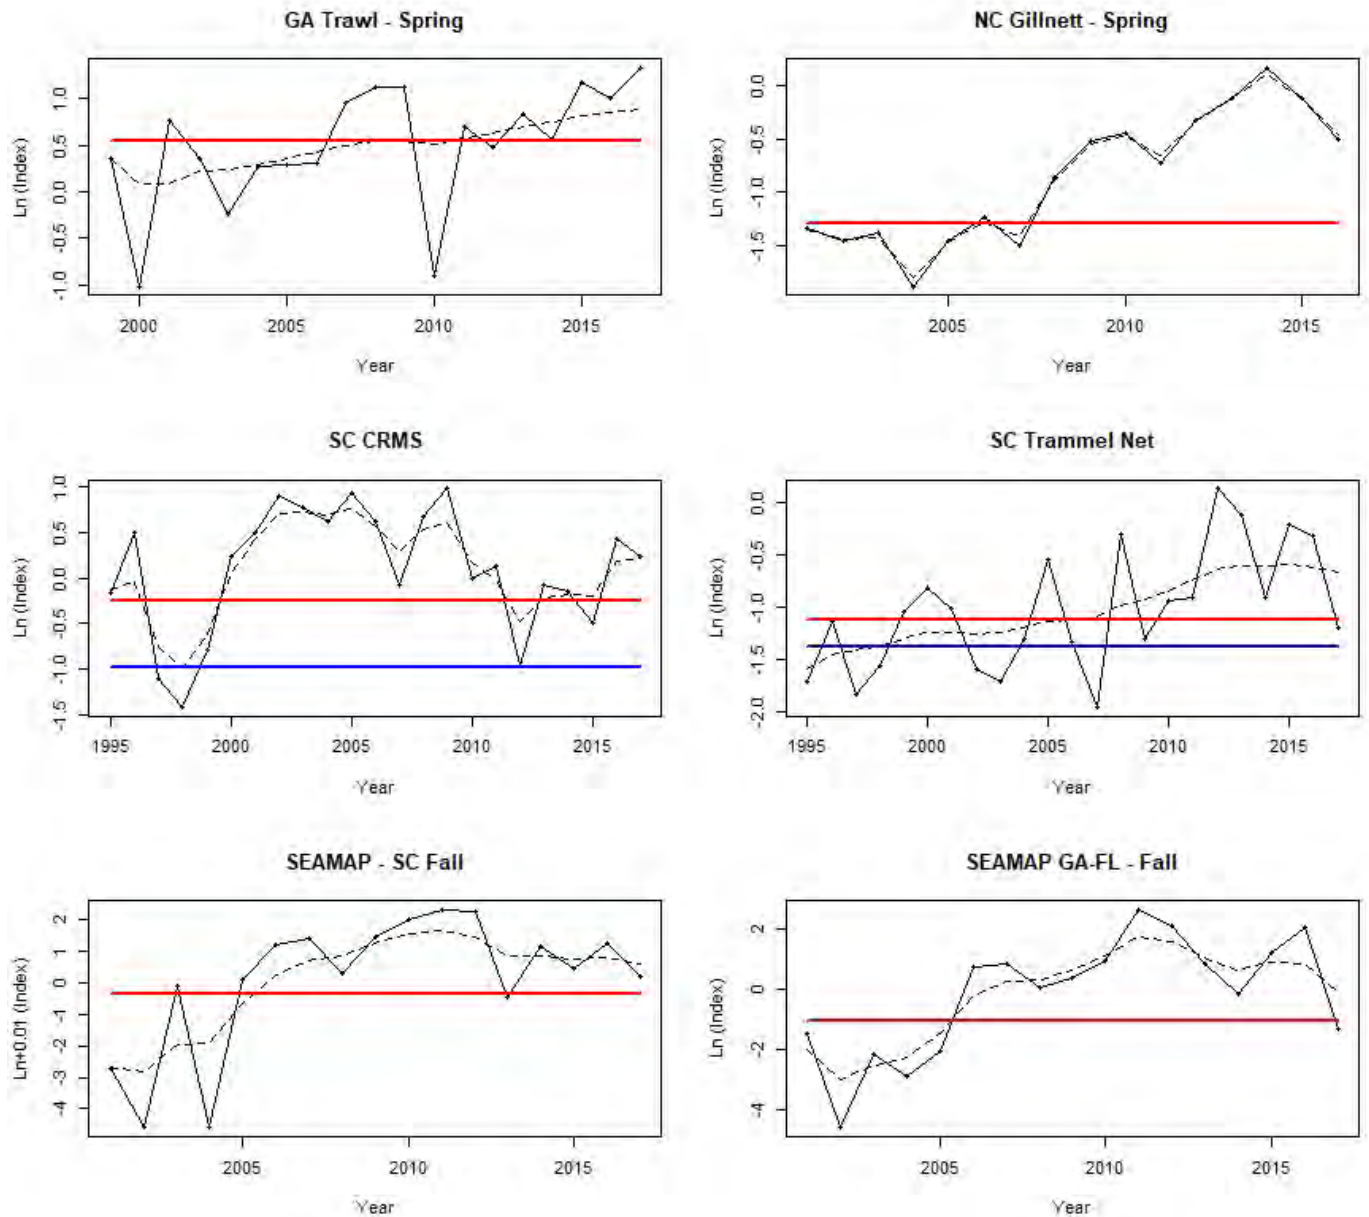 GA Trawl - Spring
Ln (Index)
1.0
0.5
0.0
-0.5
-1.0
2000 2005 2010 2015
Year
NC Gillnett - Spring
Ln (Index)
0.0
-0.5
-1.0
-1.5
2005 2010 2015
Year
SC CRMS
Ln (Index)
1.0
0.5
0.0
-0.5
-1.0
-1.5
1995 2000 2005 2010 2015
Year
SC Trammel Net
Ln (Index)
0.0
-0.5
-1.0
-1.5
-2.0
1995 2000 2005 2010 2015
Year
SEAMAP - SC Fall
Ln+0.01 (Index)
2
1
0
-1
-2
-3
-4
2005 2010 2015
Year
SEAMAP GA-FL - Fall
Ln (Index)
2
0
-2
-4
2005 2010 2015
Year